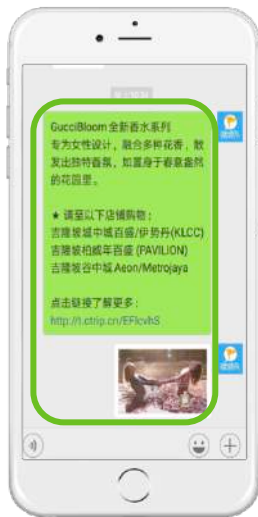 GucciBloom 全新香水系列
专为女性设计，融合多种花香，散
发出独特香氛，如置身于春意盎然
的花园里。
★ 请至以下店铺购物：
吉隆坡城中城百盛/伊势丹(KLCC)
吉隆坡柏威年百盛 (PAVILION)
吉隆坡谷中城 Aeon/Metrojaya
点击链接了解更多：
http://t.ctrip.cn/EFlcvhS